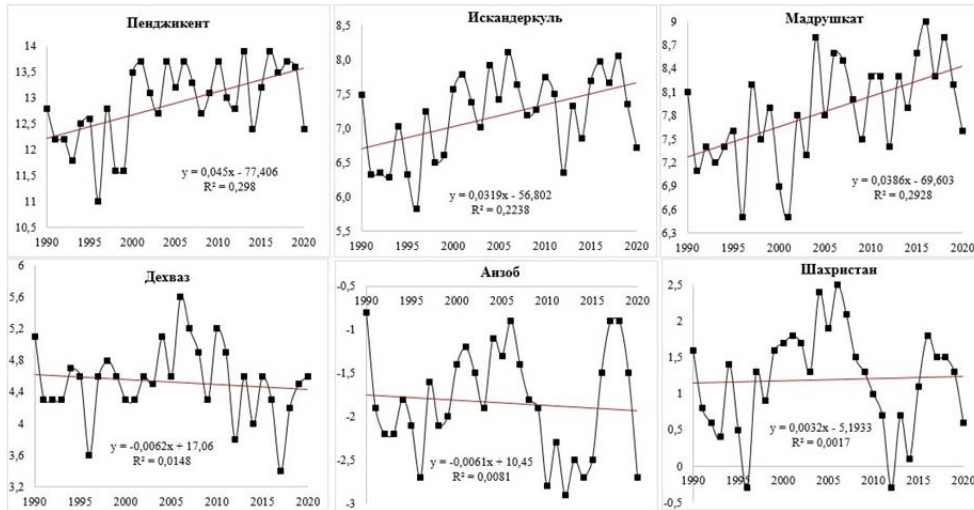 Пенджикент
14
13,5
13
12,5
12
11,5
11
10,5
1990 1995 2000 2005 2010 2015 2020
y = 0,045x - 77,406
R² = 0,298
Искандеркуль
8,5
8,0
7,5
7,0
6,5
6,0
5,5
1990 1995 2000 2005 2010 2015 2020
y = 0,0319x - 56,802
R² = 0,2238
Мадрушкат
9
8,7
8,4
8,1
7,8
7,5
7,2
6,9
6,6
6,3
1990 1995 2000 2005 2010 2015 2020
y = 0,0386x - 69,603
R² = 0,2928
Дехваз
6
5,6
5,2
4,8
4,4
4
3,6
3,2
1990 1995 2000 2005 2010 2015 2020
y = -0,0062x + 17,06
R² = 0,0148
Анзоб
-0,5
1990 1995 2000 2005 2010 2015 2020
-1
-1,5
-2
-2,5
-3
y = -0,0061x + 10,45
R² = 0,0081
Шахристан
2,5
2
1,5
1
0,5
0
-0,5
1990 1995 2000 2005 2010 2015 2020
y = 0,0032x - 5,1933
R² = 0,0017